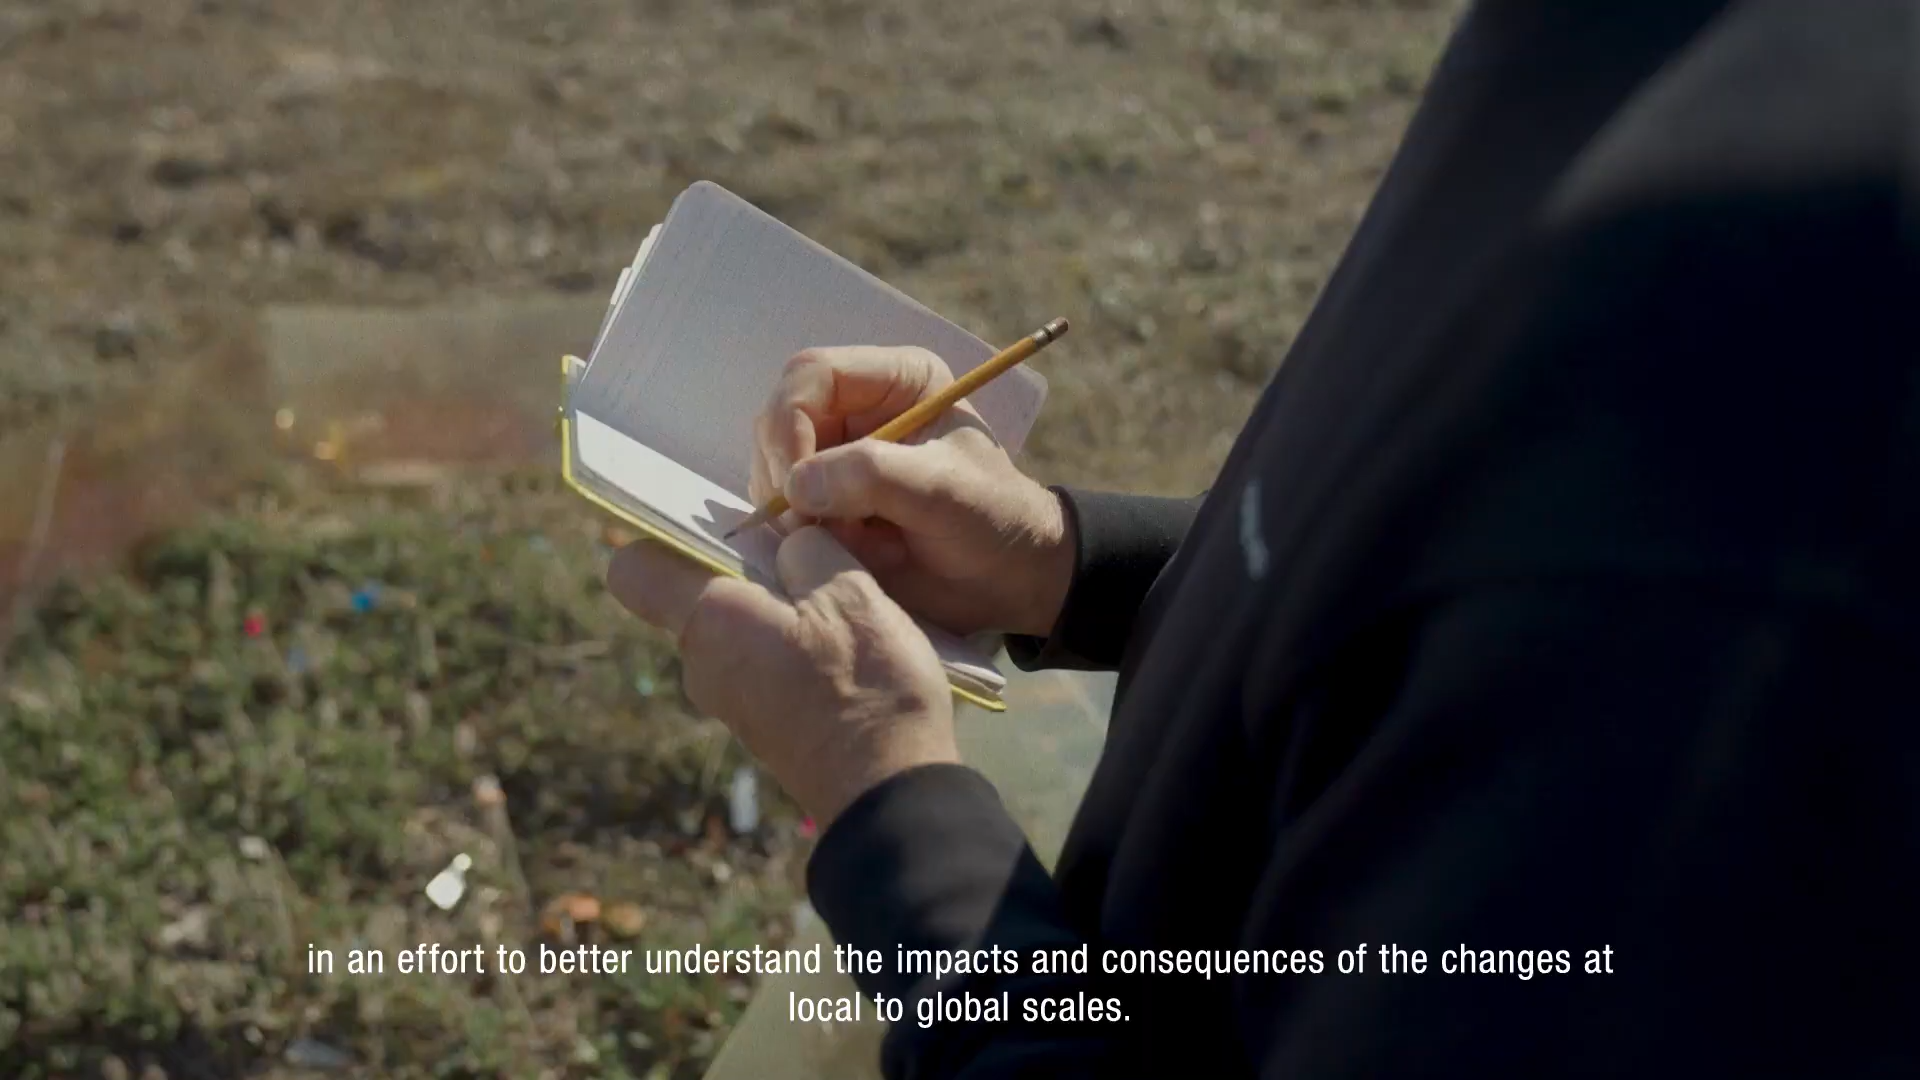 in an effort to better understand the impacts and consequences of the changes at
local to global scales.